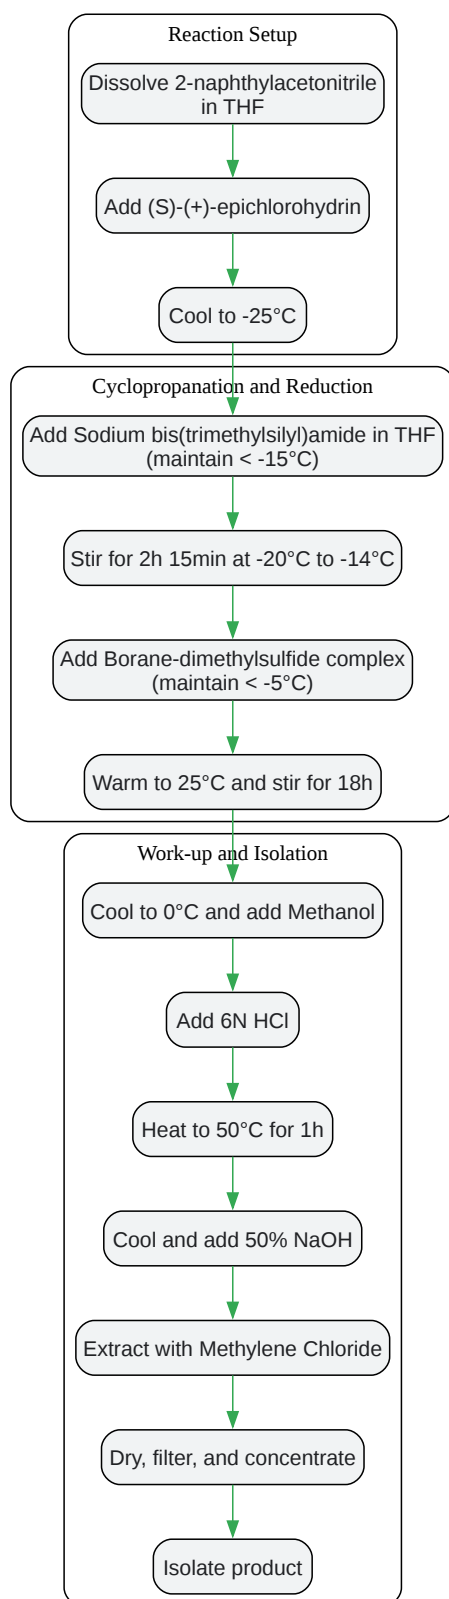 Reaction Setup
Dissolve 2-naphthylacetonitrile
in THF
Add (S)-(+)-epichlorohydrin
Cool to -25°C
Cyclopropanation and Reduction
Add Sodium bis(trimethylsilyl)amide in THF
(maintain < -15°C)
Stir for 2h 15min at -20°C to -14°C
Add Borane-dimethylsulfide complex
(maintain < -5°C)
Warm to 25°C and stir for 18h
Work-up and Isolation
Cool to 0°C and add Methanol
Add 6N HCl
Heat to 50°C for 1h
Cool and add 50% NaOH
Extract with Methylene Chloride
Dry, filter, and concentrate
Isolate product